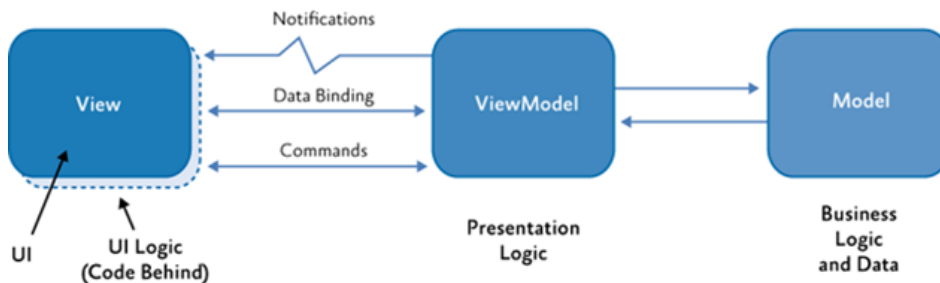 Notifications
View
Data Binding
ViewModel
Model
Commands
UI
UI Logic
(Code Behind)
Presentation
Logic
Business
Logic
and Data